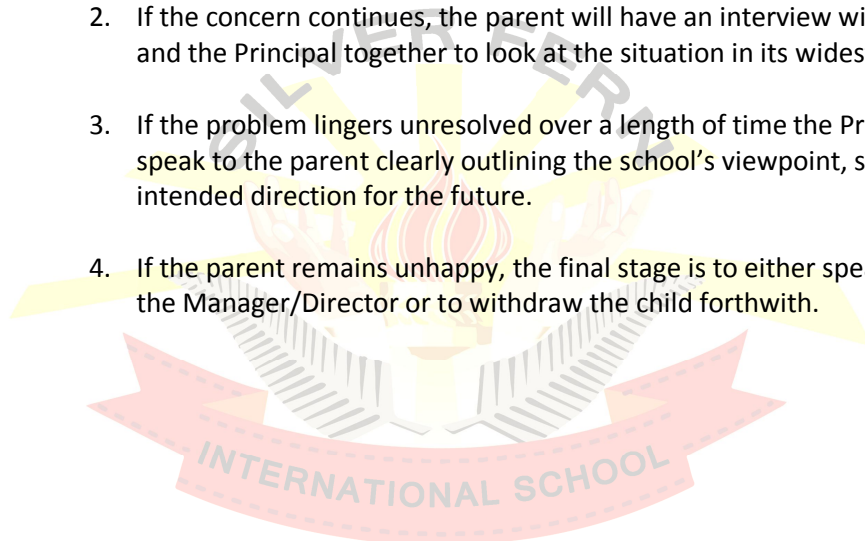 2. If the concern continues, the parent will have an interview wi
and the Principal together to look at the situation in its wides
3. If the problem lingers unresolved over a length of time the Pr
speak to the parent clearly outlining the school’s viewpoint, s
intended direction for the future.
4. If the parent remains unhappy, the final stage is to either spe
the Manager/Director or to withdraw the child forthwith.
SILVER FERN
INTERNATIONAL SCHOOL